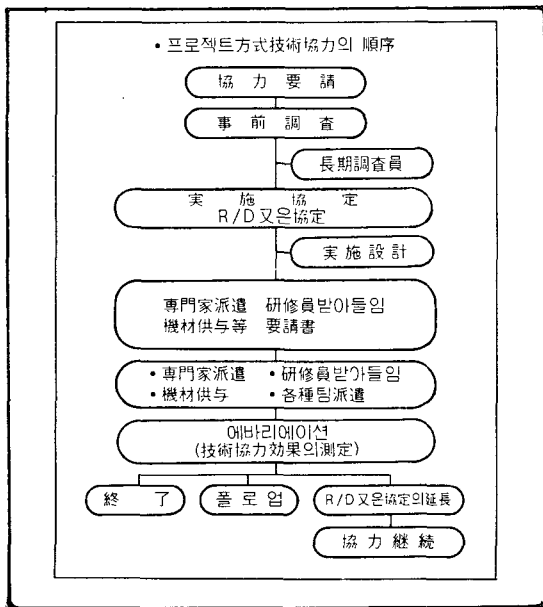 • 프로젝트方式技術協力의 順序
協力要請
事前調査
長期調査員
実施協定
R/D又은協定
実施設計
専門家派遣 研修員받아들임
機材供与等 要請書
• 専門家派遣 • 研修員받아들임
• 機材供与 • 各種팀派遣
에바리에이션
(技術協力効果의測定)
終了 폴로업 R/D又은協定의延長
協力継続